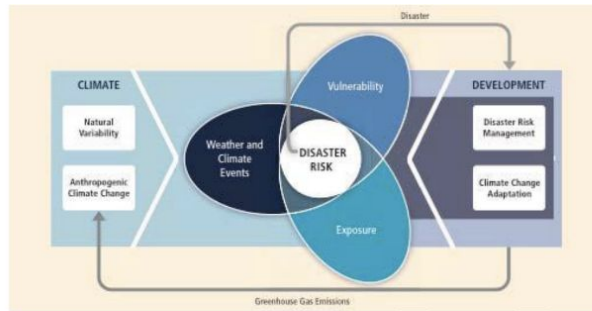 Disaster
CLIMATE
Natural
Variability
Anthropogenic
Climate Change
Vulnerability
Weather and
Climate
Events
DISASTER
RISK
Exposure
DEVELOPMENT
Disaster Risk
Management
Climate Change
Adaptation
Greenhouse Gas Emissions